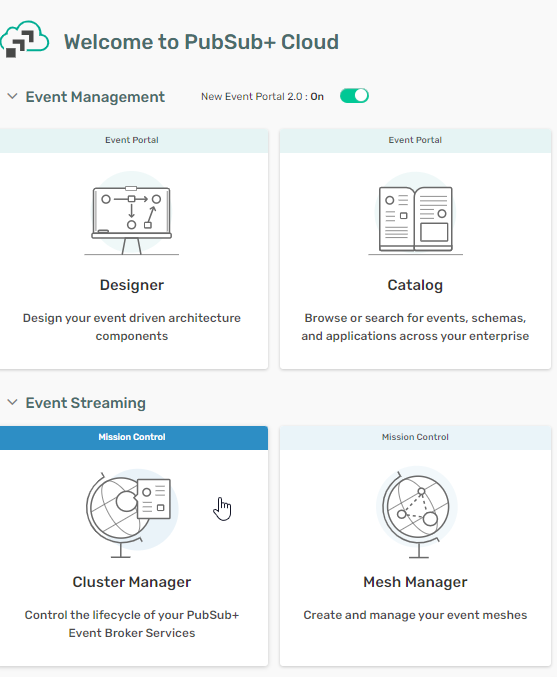 Welcome to PubSub+ Cloud
Event Management
New Event Portal 2.0 : On
Event Portal
Event Portal
Designer
Design your event driven architecture
components
Catalog
Browse or search for events, schemas,
and applications across your enterprise
Event Streaming
Mission Control
Mission Control
Cluster Manager
Control the lifecycle of your PubSub+
Event Broker Services
Mesh Manager
Create and manage your event meshes